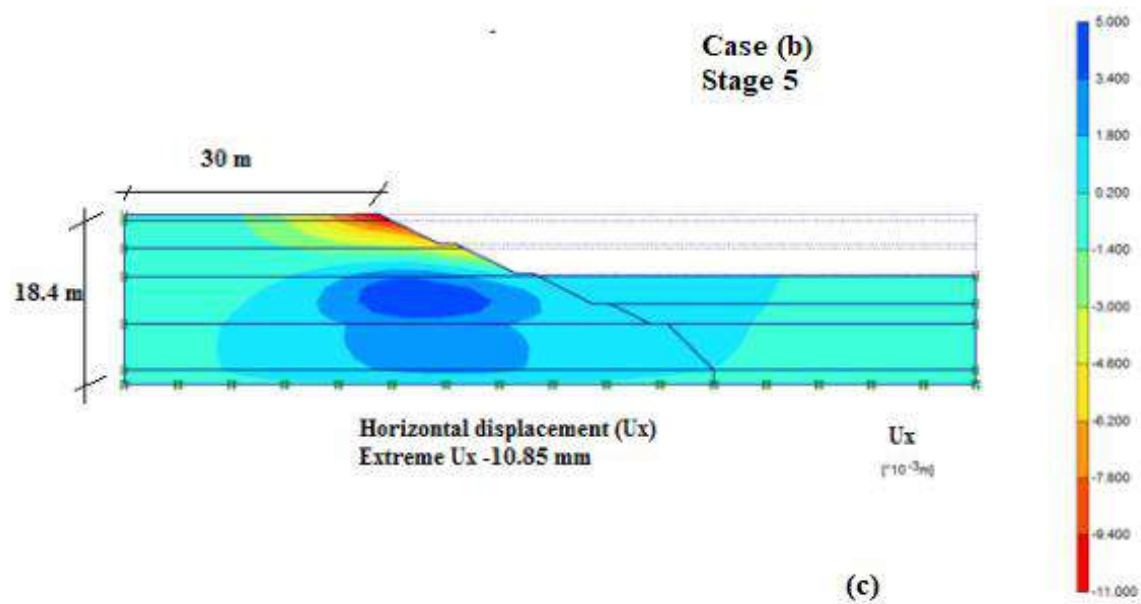 Case (b)
Stage 5
30 m
18.4 m
Horizontal displacement (Ux)
Extreme Ux -10.85 mm
Ux
[*10⁻³m]
5.000
3.400
1.800
0.200
-1.400
-3.000
-4.600
-6.200
-7.800
-9.400
-11.000
(c)